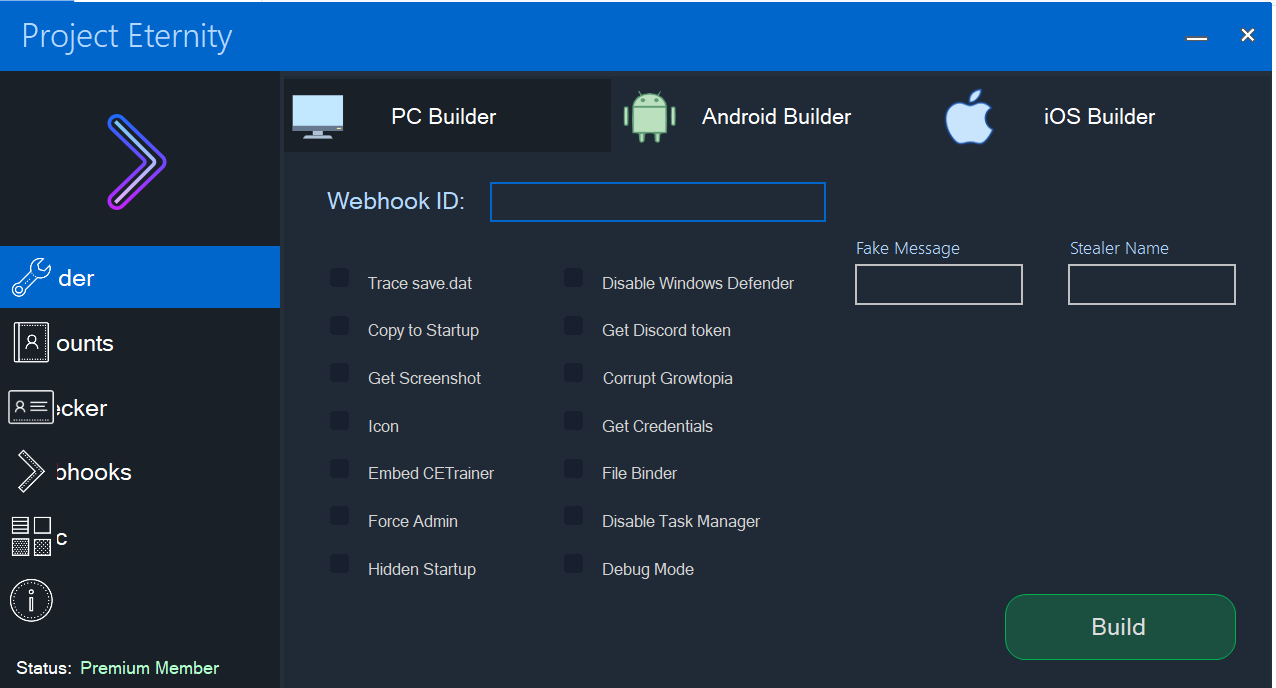 Project Eternity
PC Builder
Android Builder
iOS Builder
Webhook ID:
Fake Message
Stealer Name
der
ounts
ecker
ohooks
c
Trace save.dat
Disable Windows Defender
Copy to Startup
Get Discord token
Get Screenshot
Corrupt Growtopia
Icon
Get Credentials
Embed CETrainer
File Binder
Force Admin
Disable Task Manager
Hidden Startup
Debug Mode
Build
Status: Premium Member